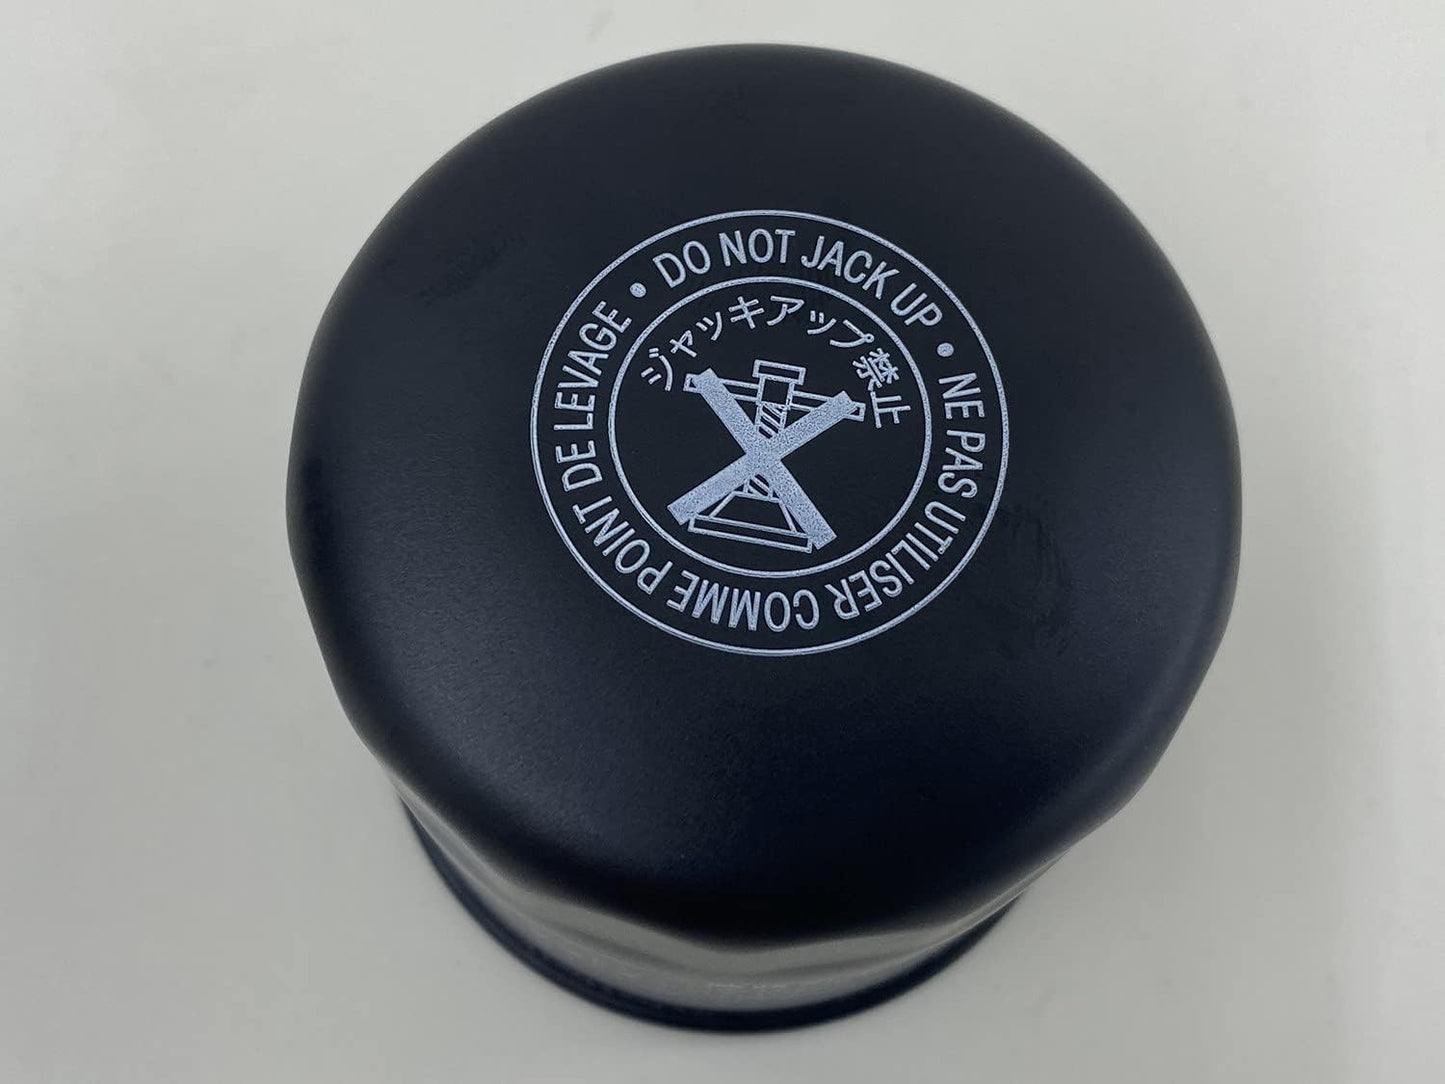 DO NOT JACK UP • NE PAS UTILISER COMME POINT DE LEVAGE •
ジャッキアップ禁止